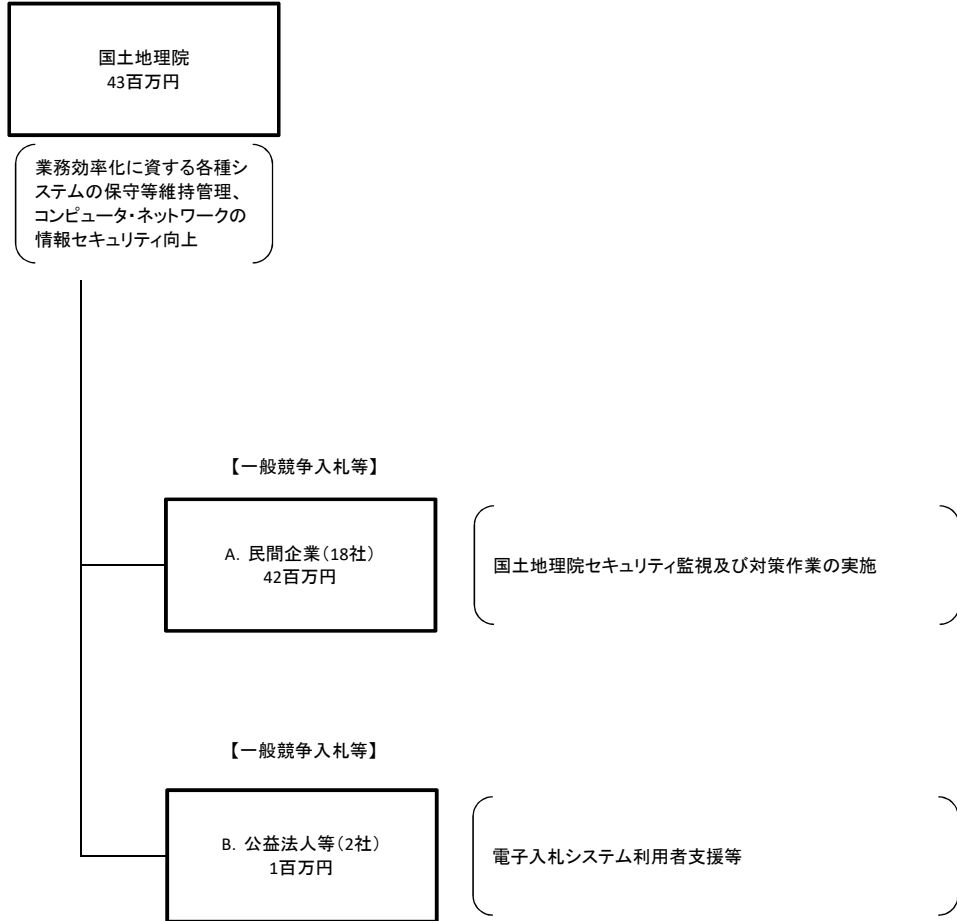 国土地理院
43百万円
業務効率化に資する各種シ
ステムの保守等維持管理、
コンピュータ・ネットワークの
情報セキュリティ向上
【一般競争入札等】
A. 民間企業（18社）
42百万円
国土地理院セキュリティ監視及び対策作業の実施
【一般競争入札等】
B. 公益法人等（2社）
1百万円
電子入札システム利用者支援等